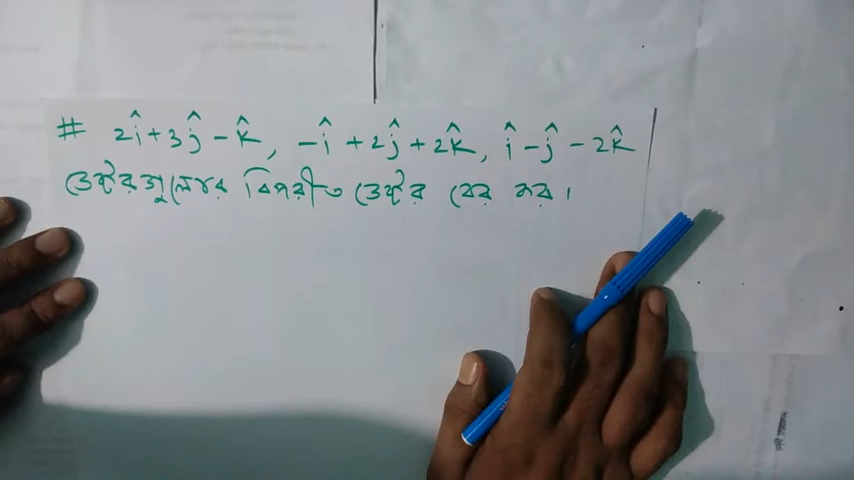 # 2î + 3ĵ - k̂, -î + 2ĵ + 2k̂, î - ĵ - 2k̂
ভেক্টরগুলোর বিপরীত ভেক্টর বের কর।